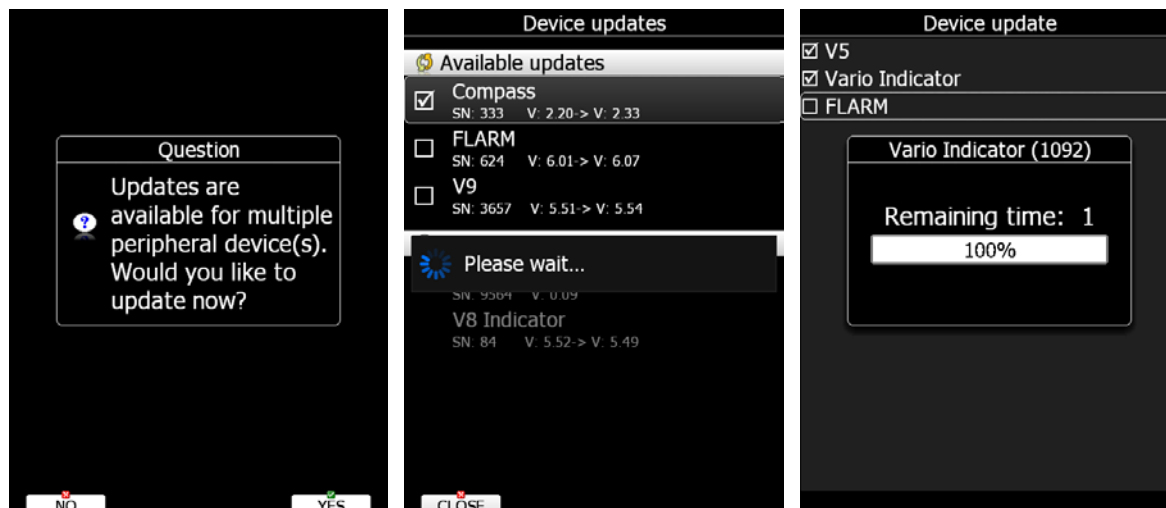 Question
Updates are
available for multiple
peripheral device(s).
Would you like to
update now?
NO
YES
Device updates
Available updates
Compass
SN: 333 V: 2.20-> V: 2.33
FLARM
SN: 624 V: 6.01-> V: 6.07
V9
SN: 3657 V: 5.51-> V: 5.54
Please wait...
SN: 9564 V: 0.09
V8 Indicator
SN: 84 V: 5.52-> V: 5.49
CLOSE
Device update
V5
Vario Indicator
FLARM
Vario Indicator (1092)
Remaining time: 1
100%